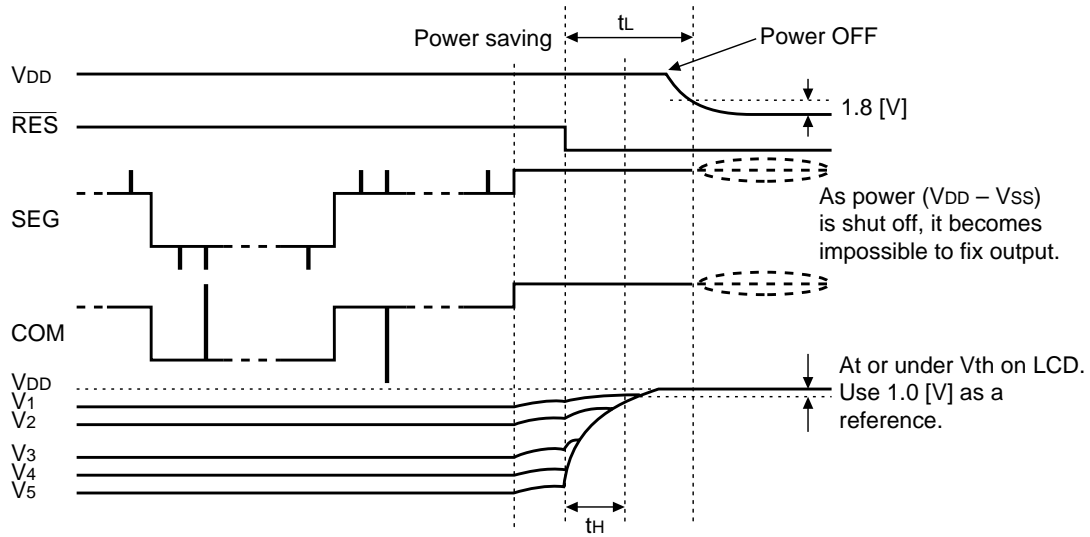 tL
Power saving
Power OFF
VDD
1.8 [V]
RES
SEG
As power (VDD – VSS)
is shut off, it becomes
impossible to fix output.
COM
VDD
At or under Vth on LCD.
Use 1.0 [V] as a
reference.
V1
V2
V3
V4
V5
tH